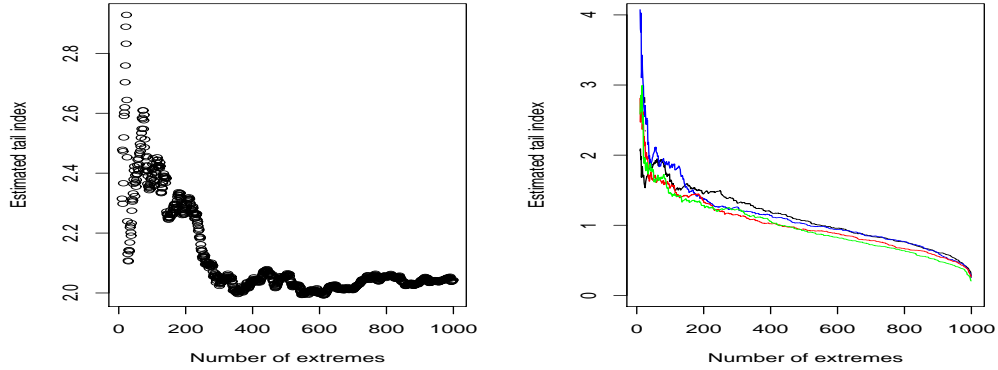 2.8
2.6
2.4
2.2
2.0
Estimated tail index
0 200 400 600 800 1000
Number of extremes
4
3
2
1
0
Estimated tail index
0 200 400 600 800 1000
Number of extremes